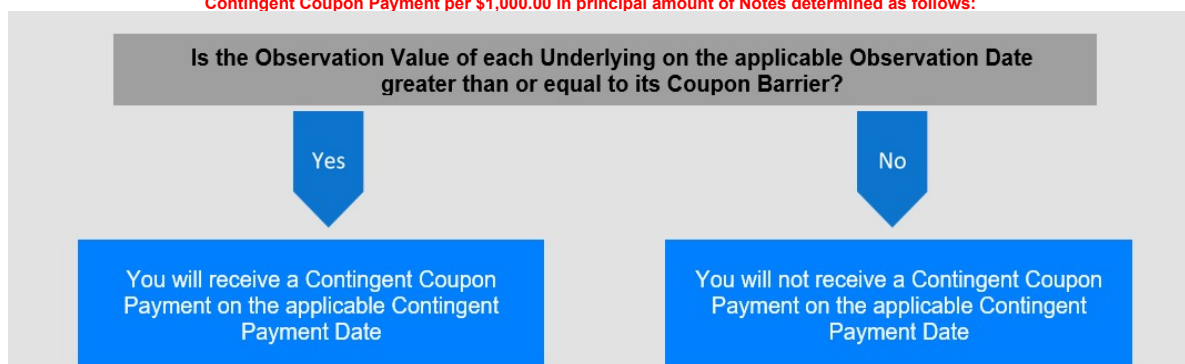 Contingent Coupon Payment per $1,000.00 in principal amount of Notes determined as follows:
Is the Observation Value of each Underlying on the applicable Observation Date
greater than or equal to its Coupon Barrier?
Yes
No
You will receive a Contingent Coupon
Payment on the applicable Contingent
Payment Date
You will not receive a Contingent Coupon
Payment on the applicable Contingent
Payment Date